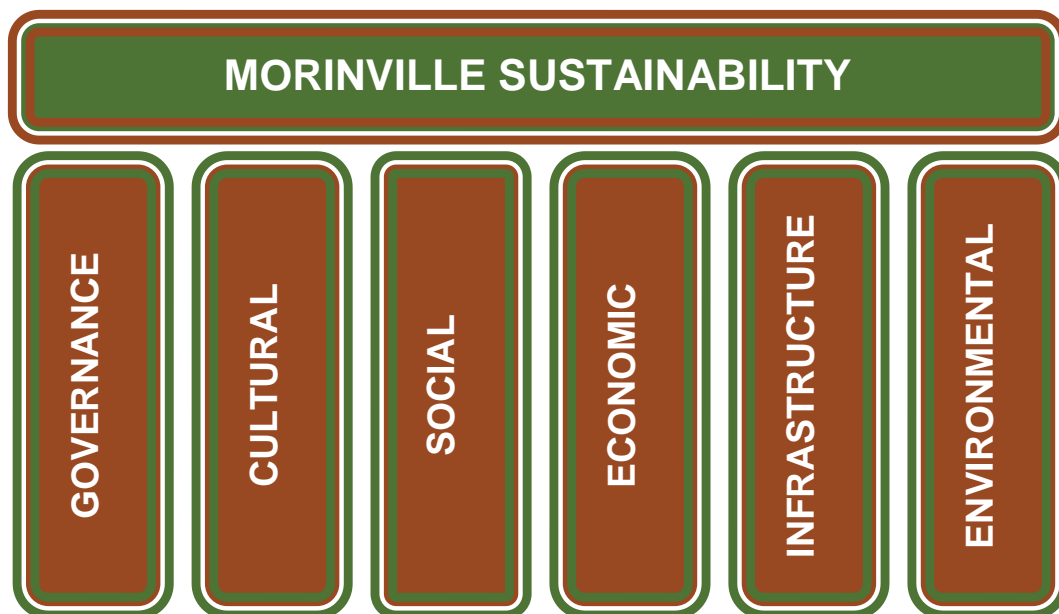 MORINVILLE SUSTAINABILITY
GOVERNANCE
CULTURAL
SOCIAL
ECONOMIC
INFRASTRUCTURE
ENVIRONMENTAL